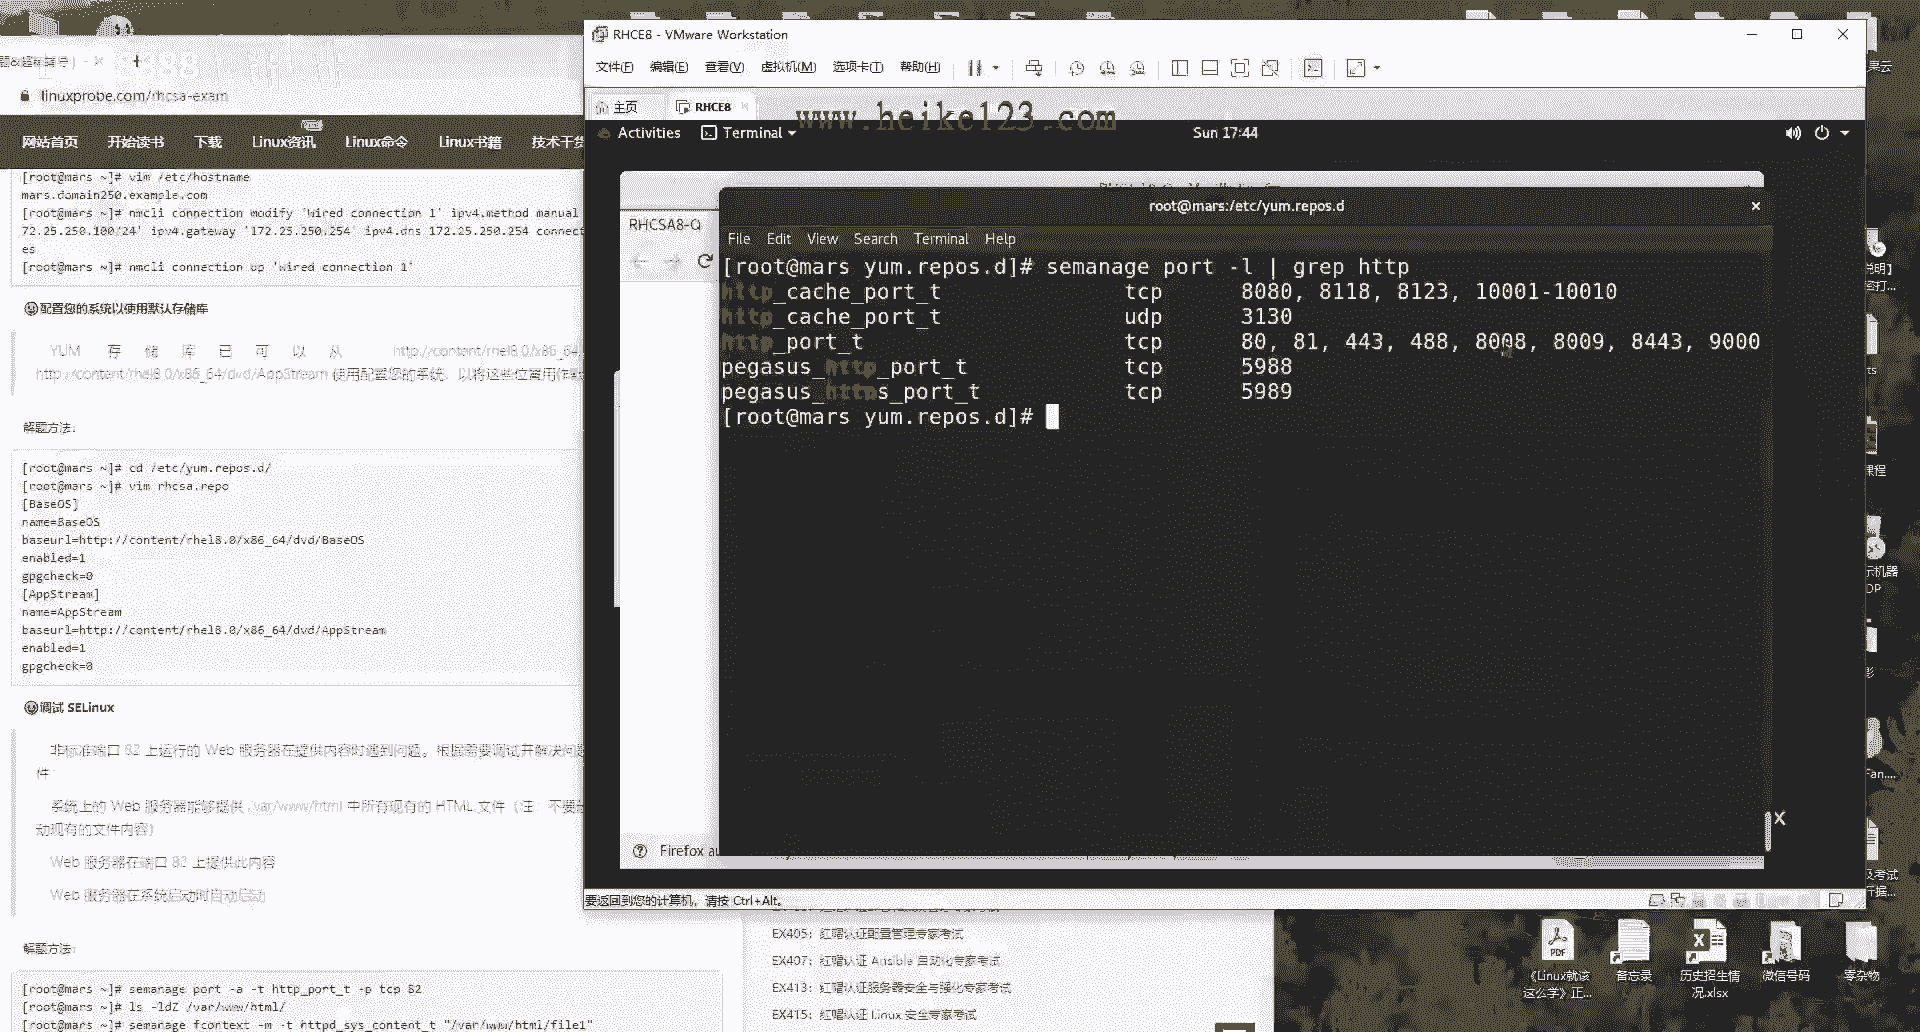 linuxprobe.com/rhcsa-exam
网站首页 开始读书 下载 Linux资讯 Linux命令 Linux书籍 技术干货
[root@mars ~]# vim /etc/hostname
mars.domain250.example.com
[root@mars ~]# nmcli connection modify 'Wired connection 1' ipv4.method manual
72.25.250.100/24' ipv4.gateway '172.25.250.254' ipv4.dns 172.25.250.254 connect
es
[root@mars ~]# nmcli connection up 'Wired connection 1'
配置您的系统以使用默认存储库
YUM 存储库已可以从 http://content/rhel8.0/x86_64/
http://content/rhel8.0/x86_64/dvd/AppStream 使用配置您的系统，以将这些位置用作默
解题方法：
[root@mars ~]# cd /etc/yum.repos.d/
[root@mars ~]# vim rhcsa.repo
[BaseOS]
name=BaseOS
baseurl=http://content/rhel8.0/x86_64/dvd/BaseOS
enabled=1
gpgcheck=0
[AppStream]
name=AppStream
baseurl=http://content/rhel8.0/x86_64/dvd/AppStream
enabled=1
gpgcheck=0
调试 SELinux
非标准端口 82 上运行的 Web 服务器在提供内容时遇到问题。根据需要调试并解决问题
件
系统上的 Web 服务器能够提供 /var/www/html 中所有现有的 HTML 文件（注：不要
动现有的文件内容）
Web 服务器在端口 82 上提供此内容
Web 服务器在系统启动时自动启动
解题方法：
[root@mars ~]# semanage port -a -t http_port_t -p tcp 82
[root@mars ~]# ls -ldZ /var/www/html/
[root@mars ~]# semanage fcontext -m -t httpd_sys_content_t "/var/www/html/file1"
RHCE8 - VMware Workstation
文件(F) 编辑(E) 查看(V) 虚拟机(M) 选项卡(T) 帮助(H)
主页 RHCE8
www.heike123.com
Activities Terminal Sun 17:44
RHCSA8-Q
root@mars:/etc/yum.repos.d
File Edit View Search Terminal Help
[root@mars yum.repos.d]# semanage port -l | grep http
http_cache_port_t tcp 8080, 8118, 8123, 10001-10010
http_cache_port_t udp 3130
http_port_t tcp 80, 81, 443, 488, 8008, 8009, 8443, 9000
pegasus_http_port_t tcp 5988
pegasus_https_port_t tcp 5989
[root@mars yum.repos.d]#
Firefox au
要返回到您的计算机，请按 Ctrl+Alt。
EX405：红帽认证配置管理专家考试
EX407：红帽认证 Ansible 自动化专家考试
EX413：红帽认证服务器安全与强化专家考试
EX415：红帽认证 Linux 安全专家考试
《Linux就该这么学》正...
备忘录
历史招生情况.xlsx
微信号码
零杂物